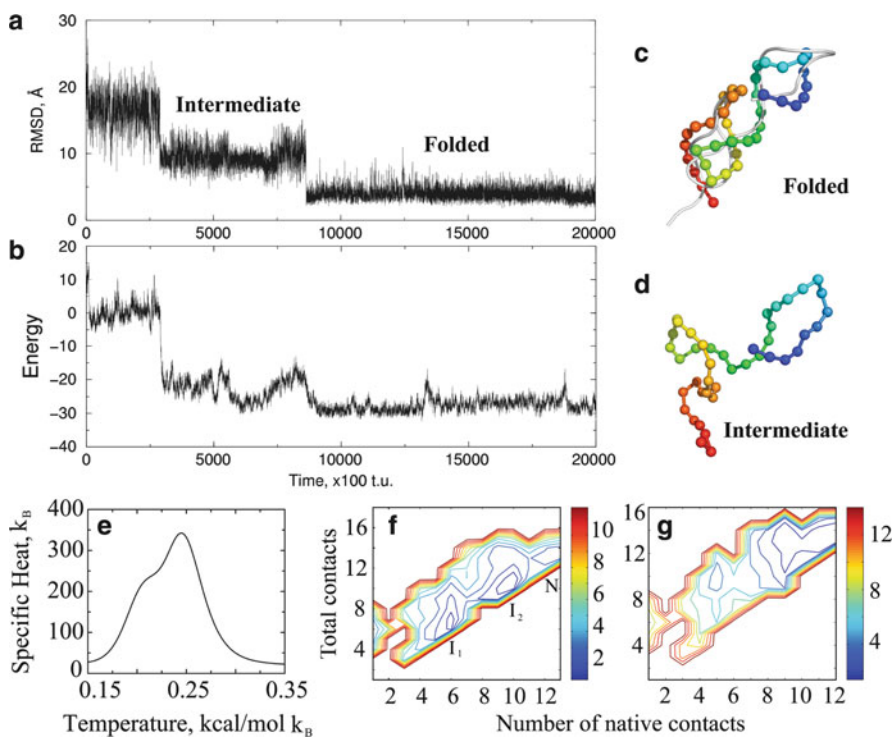 a
30
20
10
0
RMSD, Å
Intermediate
Folded
0 5000 10000 15000 20000
b
20
10
0
−10
−20
−30
−40
Energy
0 5000 10000 15000 20000
Time, x100 t.u.
c
Folded
d
Intermediate
e
400
300
200
100
0
Specific Heat, kB
0.15 0.25 0.35
Temperature, kcal/mol kB
f
16
12
8
4
Total contacts
I1
I2
N
2 4 6 8 10 12
10
8
6
4
2
g
16
12
8
4
2 4 6 8 10 12
12
8
4
Number of native contacts